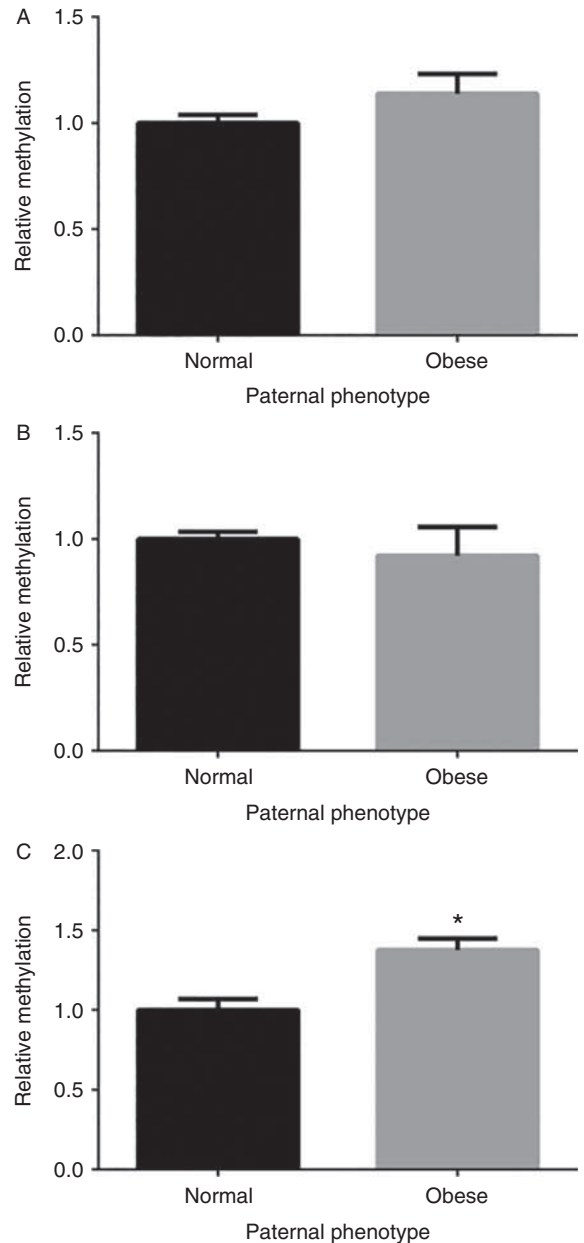 A
1.5
1.0
0.5
0.0
Relative methylation
Normal Obese
Paternal phenotype
B
1.5
1.0
0.5
0.0
Relative methylation
Normal Obese
Paternal phenotype
C
2.0
1.5
1.0
0.5
0.0
Relative methylation
*
Normal Obese
Paternal phenotype